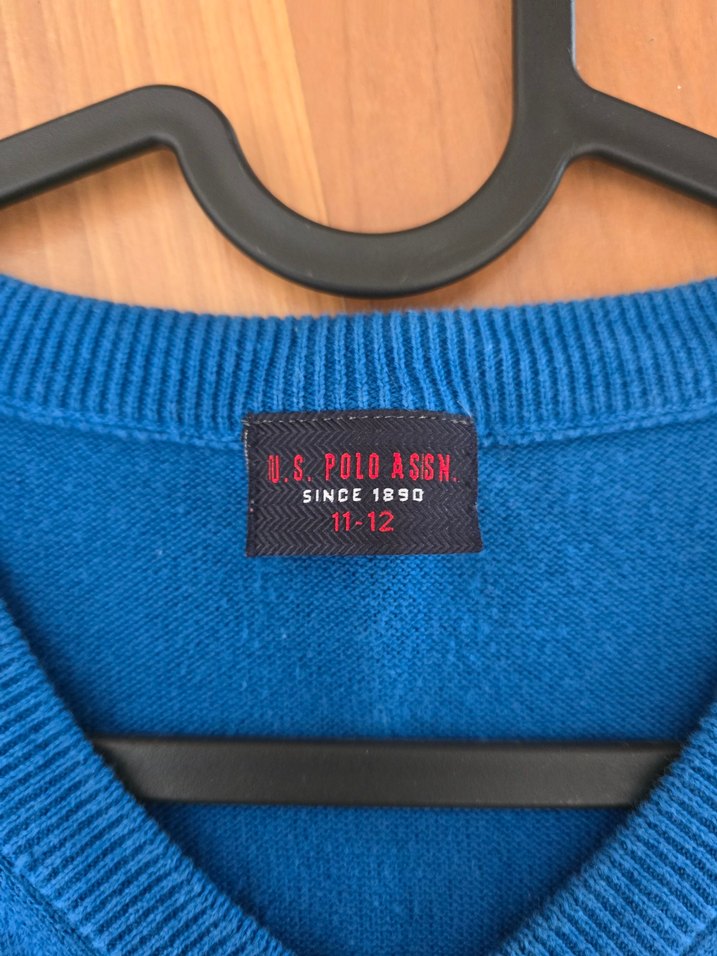 U.S. POLO ASSN.
SINCE 1890
11-12